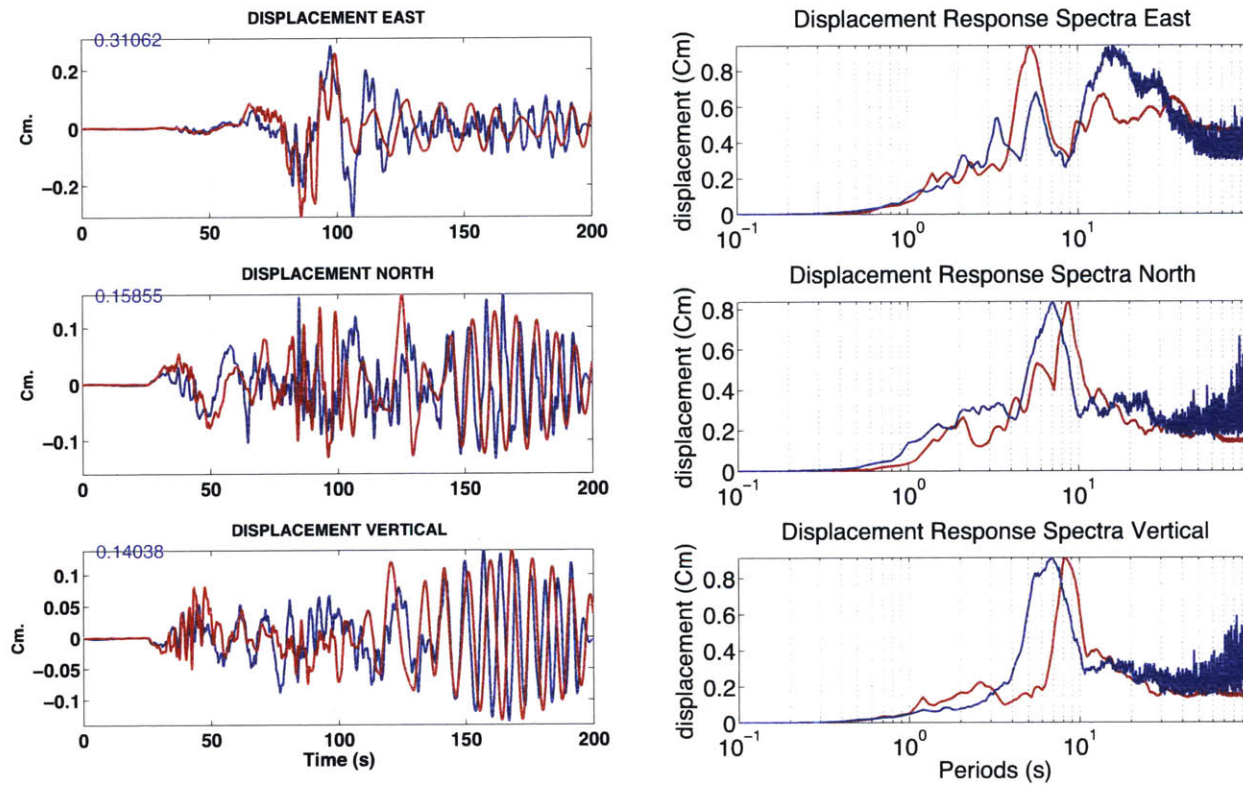 DISPLACEMENT EAST
0.31062
0.2
0
−0.2
Cm.
0 50 100 150 200
Displacement Response Spectra East
displacement (Cm)
0.8
0.6
0.4
0.2
0
10−1 100 101
DISPLACEMENT NORTH
0.15855
0.1
0
−0.1
Cm.
0 50 100 150 200
Displacement Response Spectra North
displacement (Cm)
0.8
0.6
0.4
0.2
0
10−1 100 101
DISPLACEMENT VERTICAL
0.14038
0.1
0.05
0
−0.05
−0.1
Cm.
0 50 100 150 200
Time (s)
Displacement Response Spectra Vertical
displacement (Cm)
0.8
0.6
0.4
0.2
0
10−1 100 101
Periods (s)